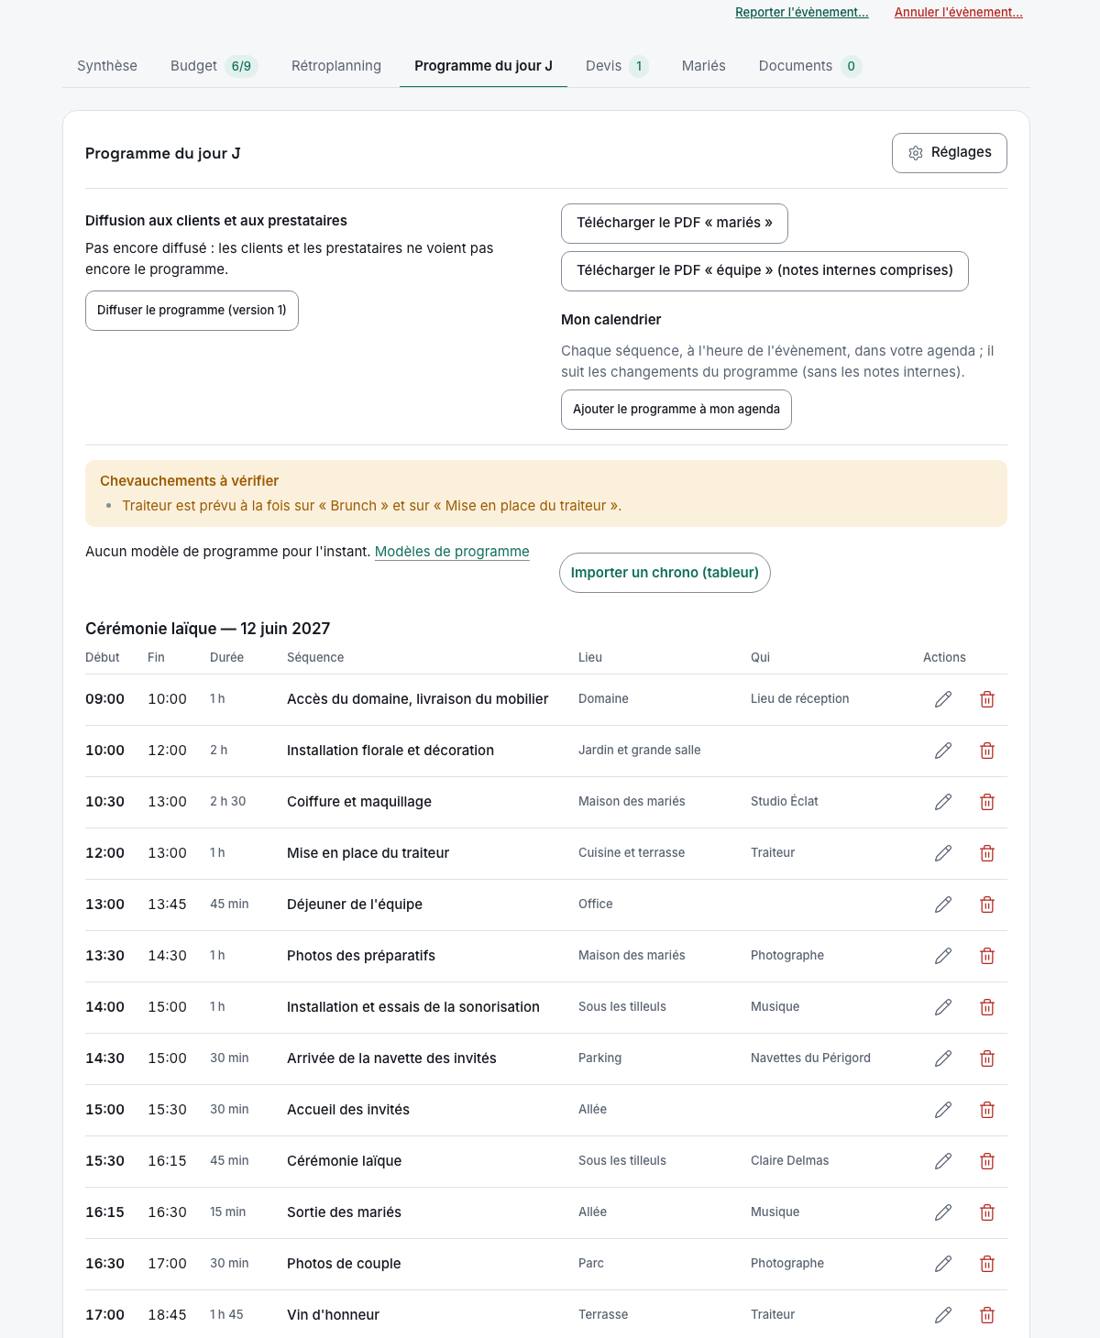 Reporter l'évènement... Annuler l'évènement...
Synthèse Budget 6/9 Rétroplanning Programme du jour J Devis 1 Mariés Documents 0
Programme du jour J
Réglages
Diffusion aux clients et aux prestataires
Pas encore diffusé : les clients et les prestataires ne voient pas
encore le programme.
Diffuser le programme (version 1)
Télécharger le PDF « mariés »
Télécharger le PDF « équipe » (notes internes comprises)
Mon calendrier
Chaque séquence, à l'heure de l'évènement, dans votre agenda ; il
suit les changements du programme (sans les notes internes).
Ajouter le programme à mon agenda
Chevauchements à vérifier
• Traiteur est prévu à la fois sur « Brunch » et sur « Mise en place du traiteur ».
Aucun modèle de programme pour l'instant. Modèles de programme
Importer un chrono (tableur)
Cérémonie laïque — 12 juin 2027
Début Fin Durée Séquence Lieu Qui Actions
09:00 10:00 1 h Accès du domaine, livraison du mobilier Domaine Lieu de réception
10:00 12:00 2 h Installation florale et décoration Jardin et grande salle
10:30 13:00 2 h 30 Coiffure et maquillage Maison des mariés Studio Éclat
12:00 13:00 1 h Mise en place du traiteur Cuisine et terrasse Traiteur
13:00 13:45 45 min Déjeuner de l'équipe Office
13:30 14:30 1 h Photos des préparatifs Maison des mariés Photographe
14:00 15:00 1 h Installation et essais de la sonorisation Sous les tilleuls Musique
14:30 15:00 30 min Arrivée de la navette des invités Parking Navettes du Périgord
15:00 15:30 30 min Accueil des invités Allée
15:30 16:15 45 min Cérémonie laïque Sous les tilleuls Claire Delmas
16:15 16:30 15 min Sortie des mariés Allée Musique
16:30 17:00 30 min Photos de couple Parc Photographe
17:00 18:45 1 h 45 Vin d'honneur Terrasse Traiteur